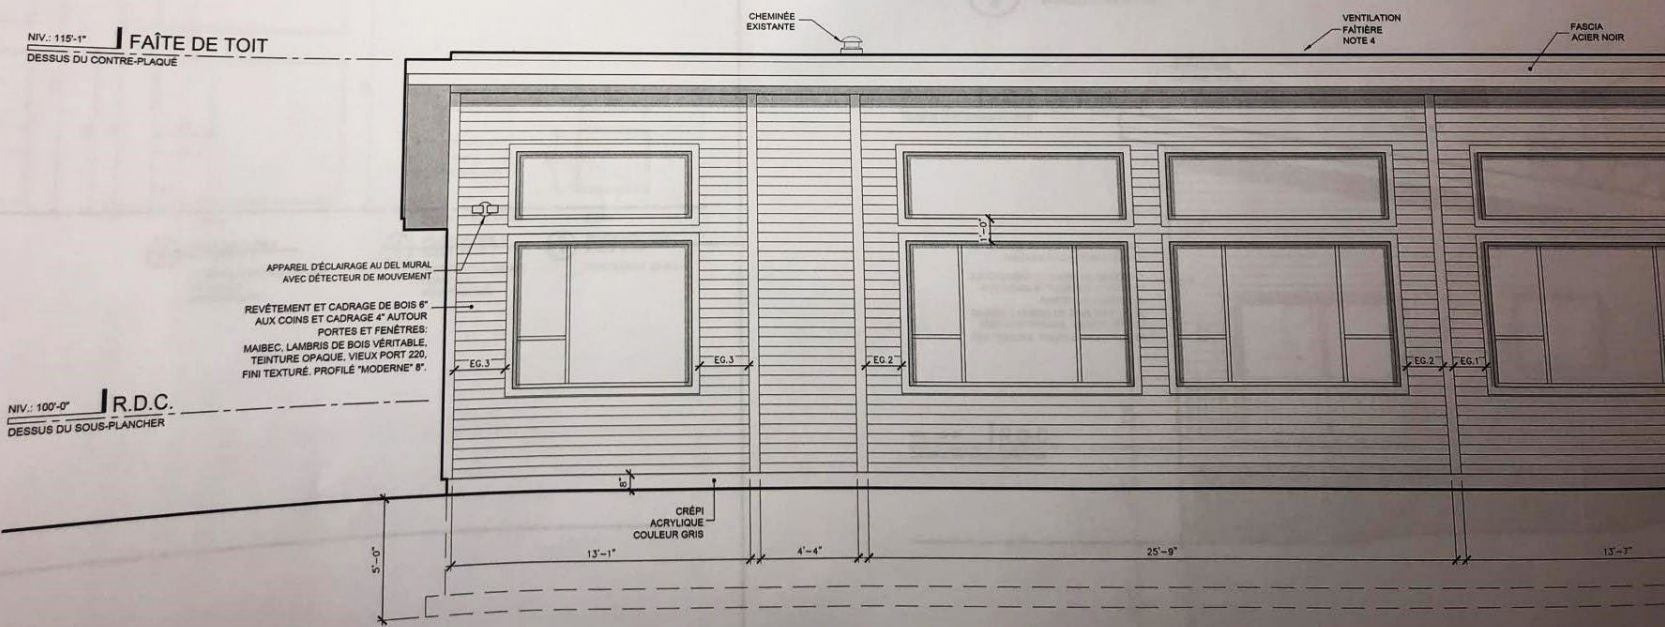 CHEMINÉE
EXISTANTE
VENTILATION
FAÎTIÈRE
NOTE 4
FASCIA
ACIER NOIR
NIV.: 115'-1" FAÎTE DE TOIT
DESSUS DU CONTRE-PLAQUÉ
1'-0"
APPAREIL D'ÉCLAIRAGE AU DEL MURAL
AVEC DÉTECTEUR DE MOUVEMENT
REVÊTEMENT ET CADRAGE DE BOIS 6"
AUX COINS ET CADRAGE 4" AUTOUR
PORTES ET FENÊTRES:
MAIBEC, LAMBRIS DE BOIS VÉRITABLE,
TEINTURE OPAQUE, VIEUX PORT 220,
FINI TEXTURÉ, PROFILÉ "MODERNE" 8".
EG.3 EG.3 EG.2 EG.2 EG.1
NIV.: 100'-0" R.D.C.
DESSUS DU SOUS-PLANCHER
8"
CRÉPI
ACRYLIQUE
COULEUR GRIS
5'-0"
13'-1" 4'-4" 25'-9" 13'-7"